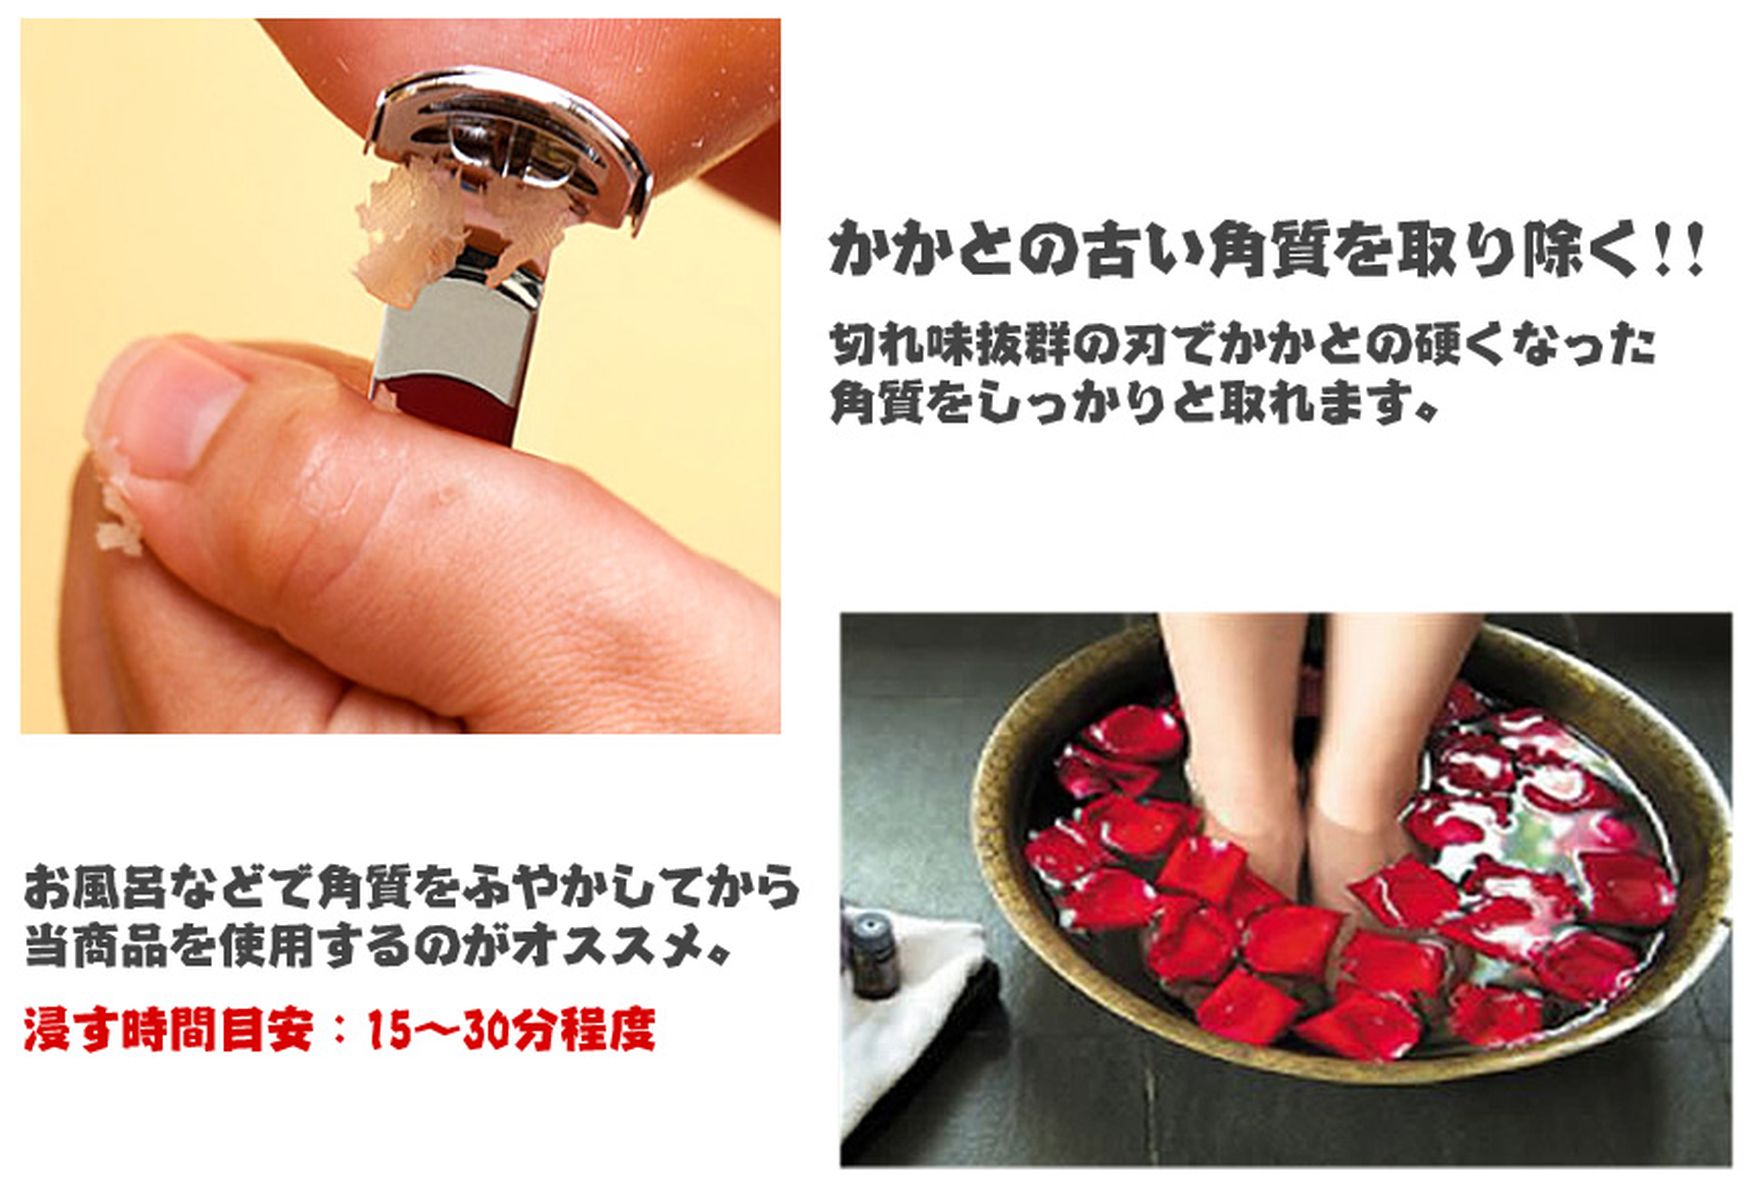 かかとの古い角質を取り除く!!
切れ味抜群の刃でかかとの硬くなった
角質をしっかりと取れます。
お風呂などで角質をふやかしてから
当商品を使用するのがオススメ。
浸す時間目安：15～30分程度